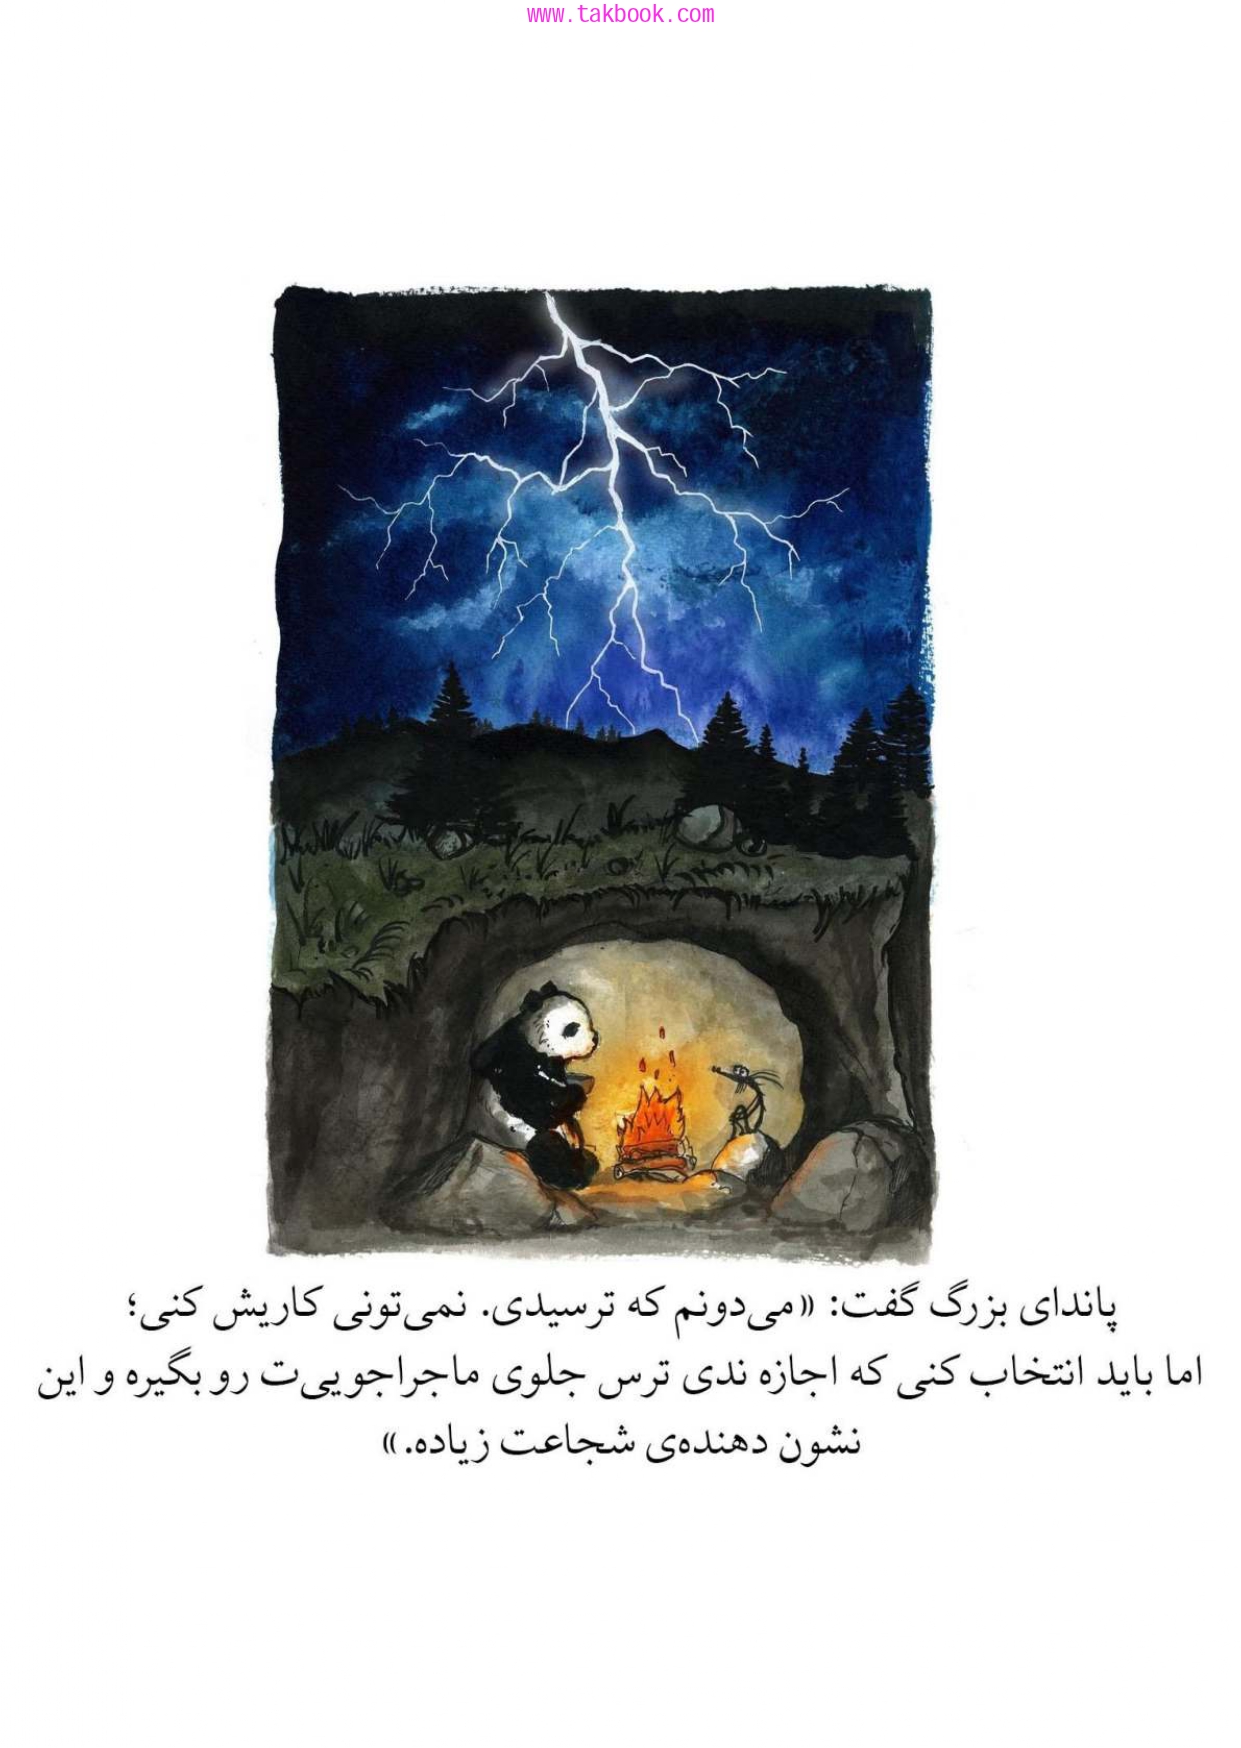 www.takbook.com
پاندای بزرگ گفت: «می‌دونم که ترسیدی. نمی‌تونی کاریش کنی؛
اما باید انتخاب کنی که اجازه ندی ترس جلوی ماجراجویی‌ت رو بگیره و این
نشون دهنده‌ی شجاعت زیاده.»